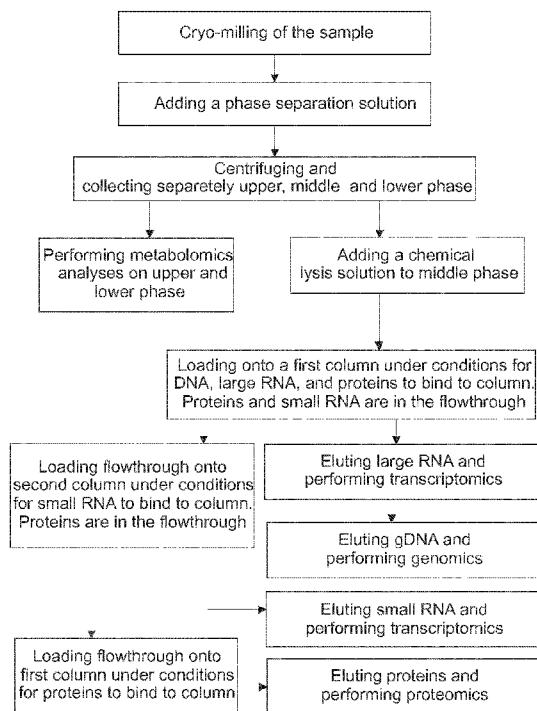 Cryo-milling of the sample
Adding a phase separation solution
Centrifuging and
collecting separetely upper, middle and lower phase
Performing metabolomics
analyses on upper and
lower phase
Adding a chemical
lysis solution to middle phase
Loading onto a first column under conditions for
DNA, large RNA, and proteins to bind to column.
Proteins and small RNA are in the flowthrough
Loading flowthrough onto
second column under conditions
for small RNA to bind to column.
Proteins are in the flowthrough
Eluting large RNA and
performing transcriptomics
Eluting gDNA and
performing genomics
Eluting small RNA and
performing transcriptomics
Loading flowthrough onto
first column under conditions
for proteins to bind to column
Eluting proteins and
performing proteomics